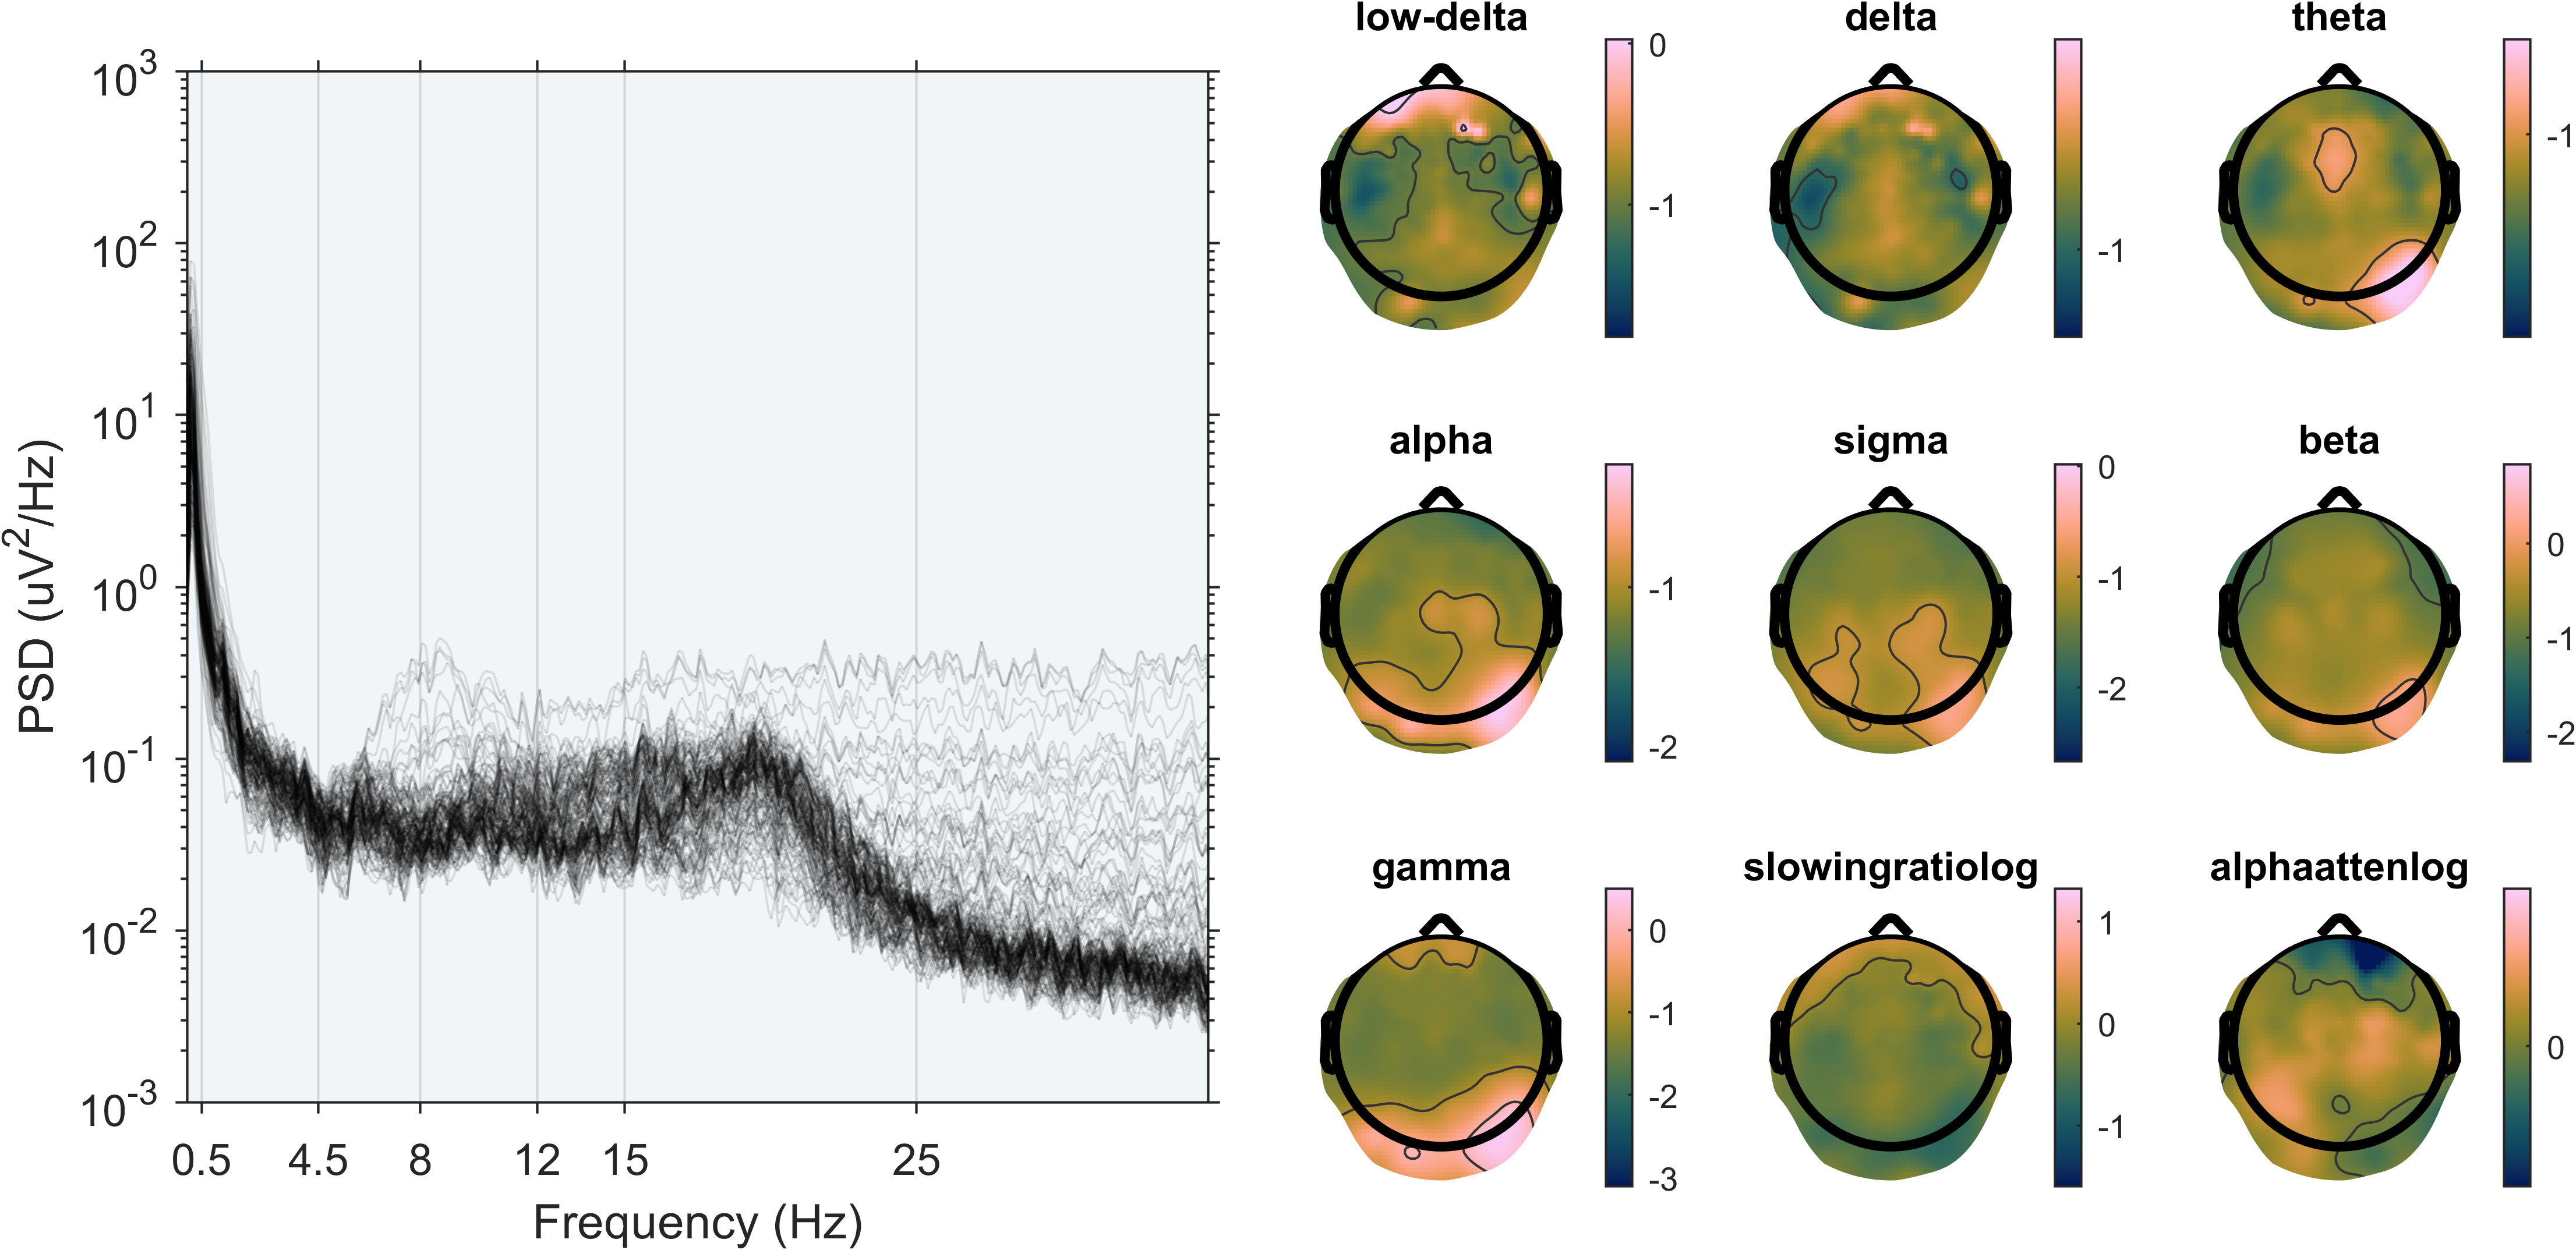 low-delta
delta
theta
10^3
10^2
10^1
10^0
10^-1
10^-2
10^-3
PSD (uV^2/Hz)
0.5 4.5 8 12 15 25
Frequency (Hz)
0
-1
-1
-1
alpha
sigma
beta
-1
-2
0
-1
-2
0
-1
-2
gamma
slowingratiolog
alphaattenlog
0
-1
-2
-3
1
0
-1
0